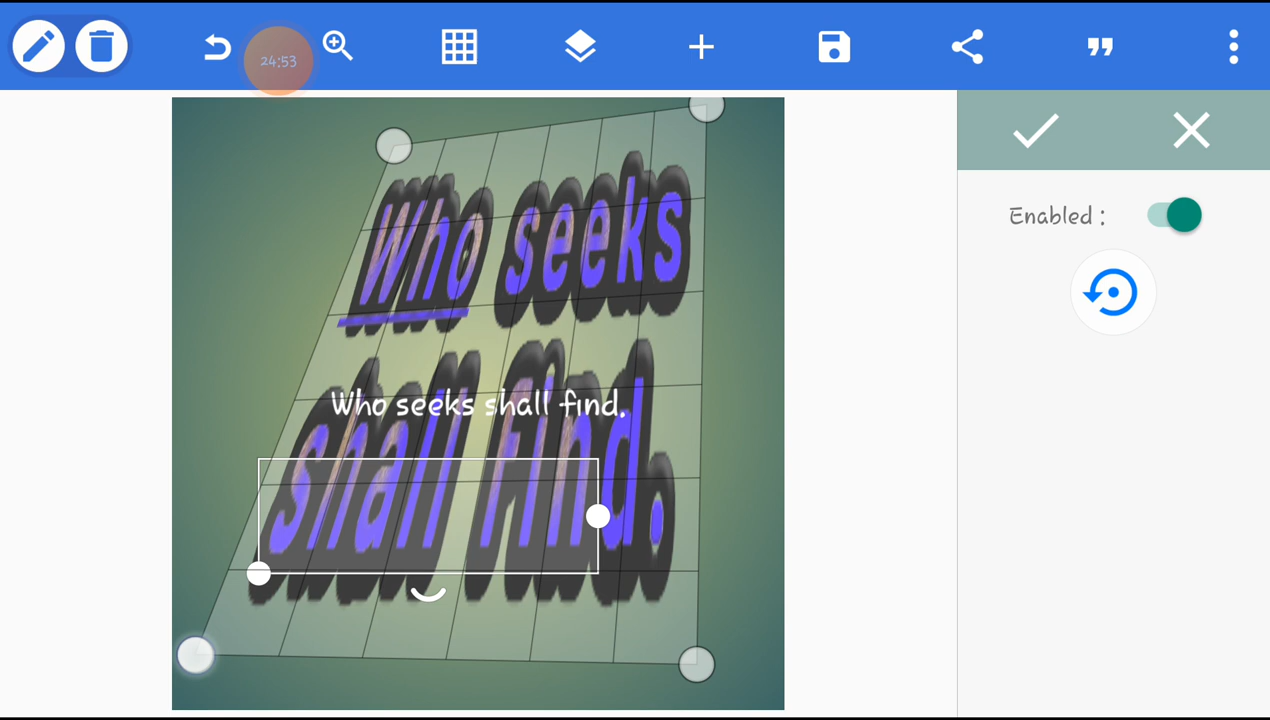 24:53
Enabled :
Who seeks
shall find.
Who seeks shall find.